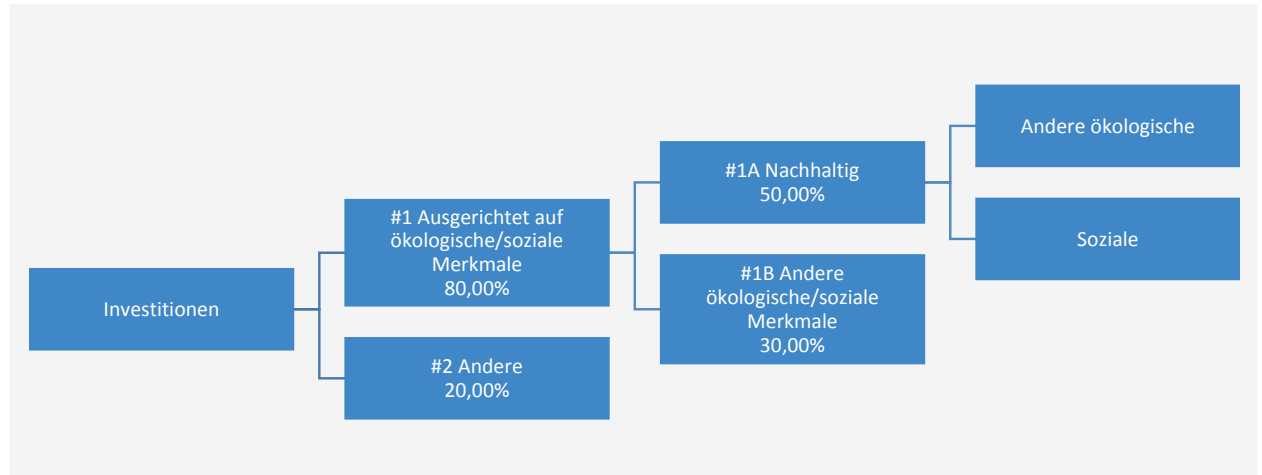 Investitionen
#1 Ausgerichtet auf
ökologische/soziale
Merkmale
80,00%
#2 Andere
20,00%
#1A Nachhaltig
50,00%
#1B Andere
ökologische/soziale
Merkmale
30,00%
Andere ökologische
Soziale